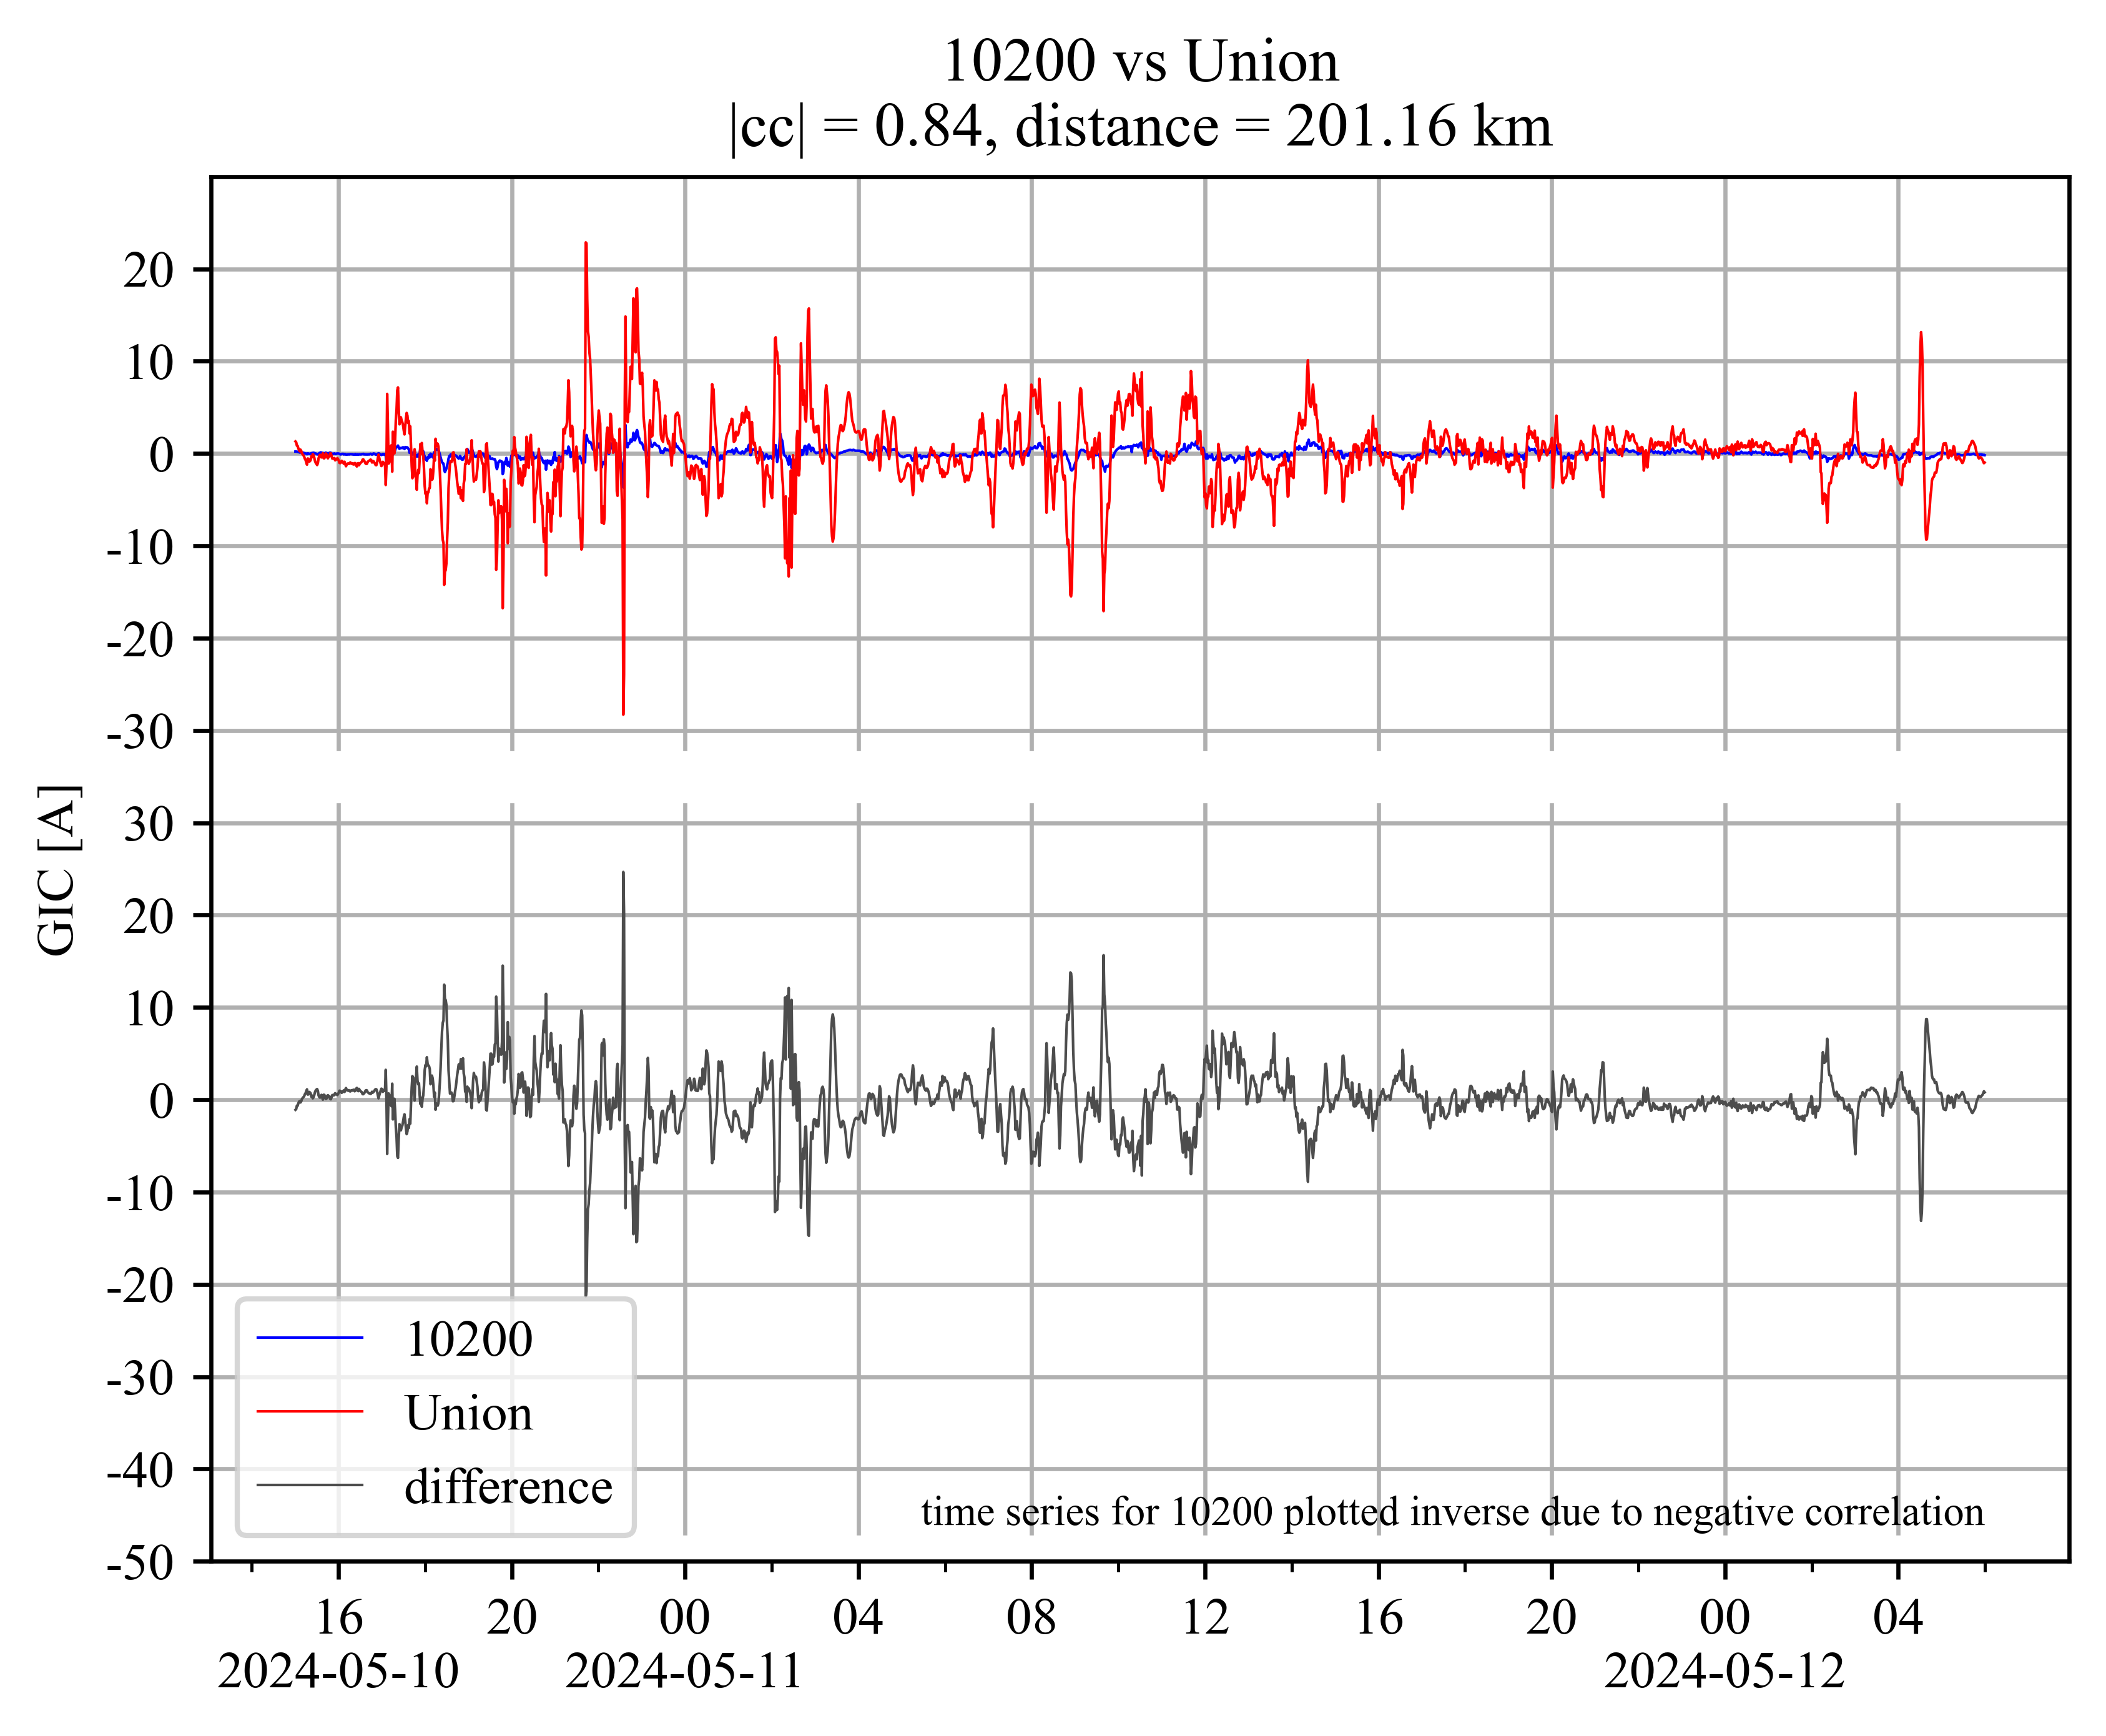 10200 vs Union
|cc| = 0.84, distance = 201.16 km
20
10
0
-10
-20
-30
30
20
10
0
-10
-20
-30
-40
-50
GIC [A]
10200
Union
difference
time series for 10200 plotted inverse due to negative correlation
16 20 00 04 08 12 16 20 00 04
2024-05-10 2024-05-11 2024-05-12